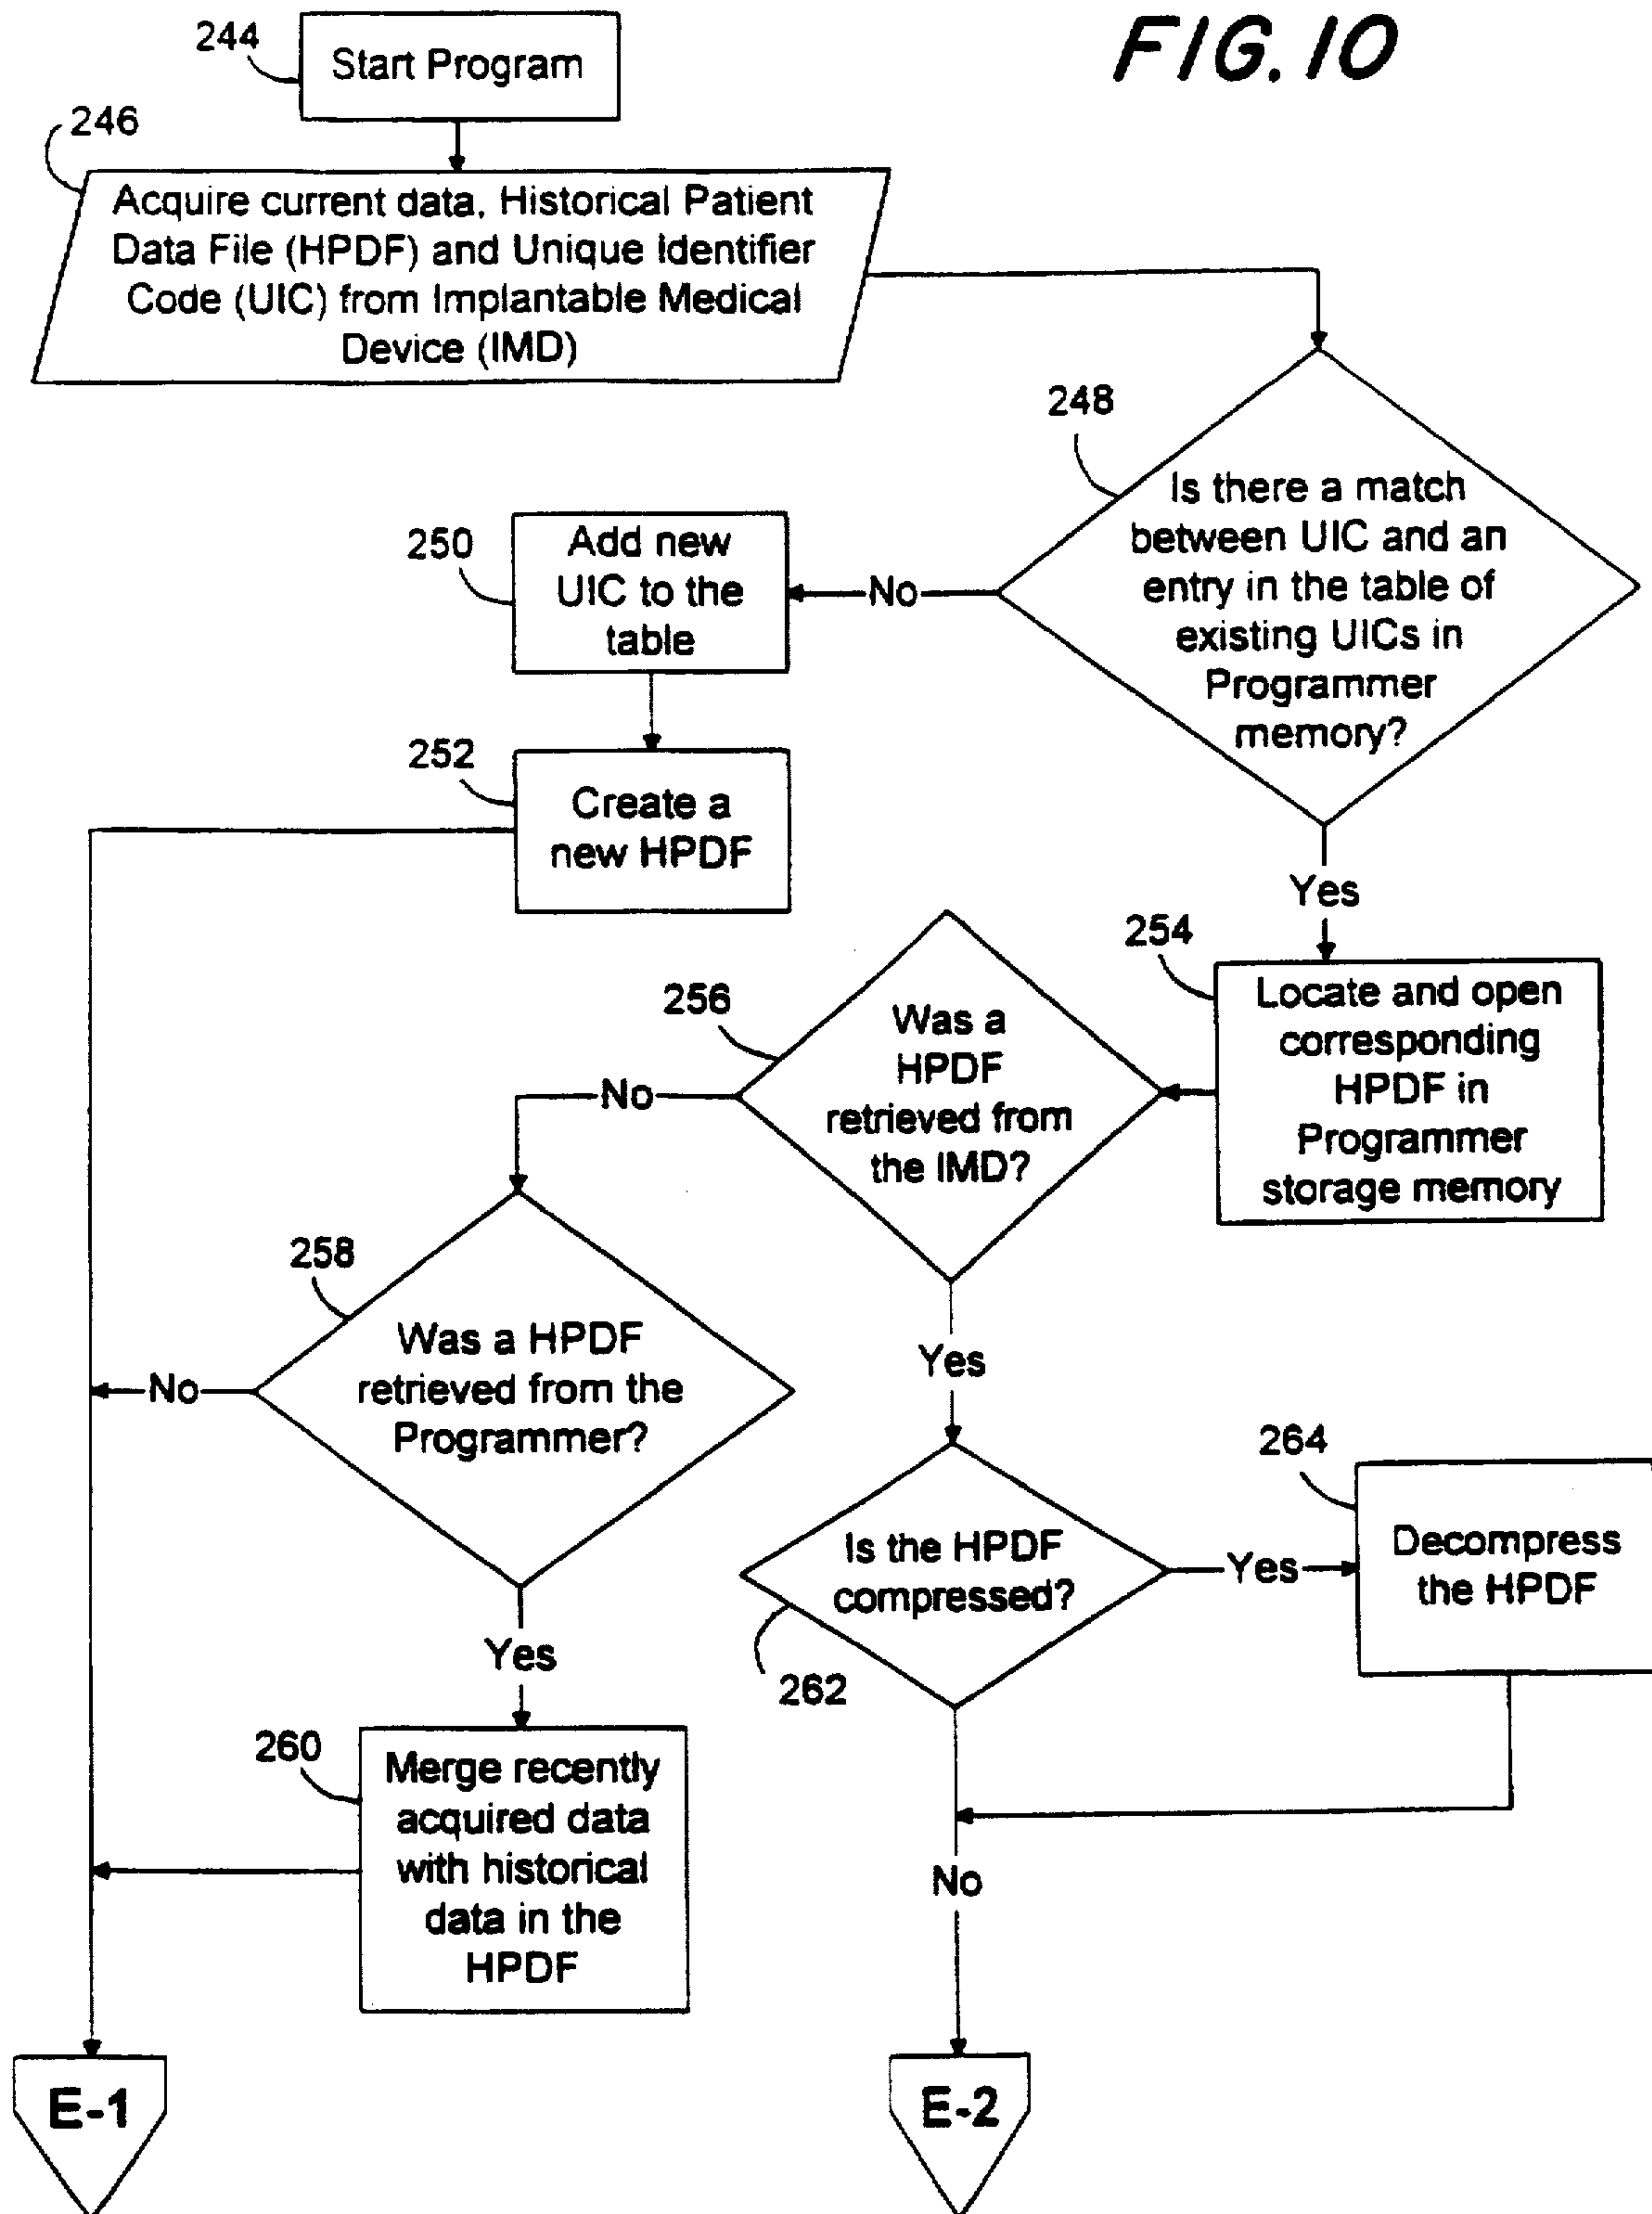 FIG. 10
244
Start Program
246
Acquire current data, Historical Patient
Data File (HPDF) and Unique Identifier
Code (UIC) from Implantable Medical
Device (IMD)
248
Is there a match
between UIC and an
entry in the table of
existing UICs in
Programmer
memory?
No
250
Add new
UIC to the
table
252
Create a
new HPDF
Yes
254
Locate and open
corresponding
HPDF in
Programmer
storage memory
256
Was a
HPDF
retrieved from
the IMD?
No
258
Was a HPDF
retrieved from the
Programmer?
No
Yes
260
Merge recently
acquired data
with historical
data in the
HPDF
Yes
Is the HPDF
compressed?
262
Yes
264
Decompress
the HPDF
No
E-1
E-2